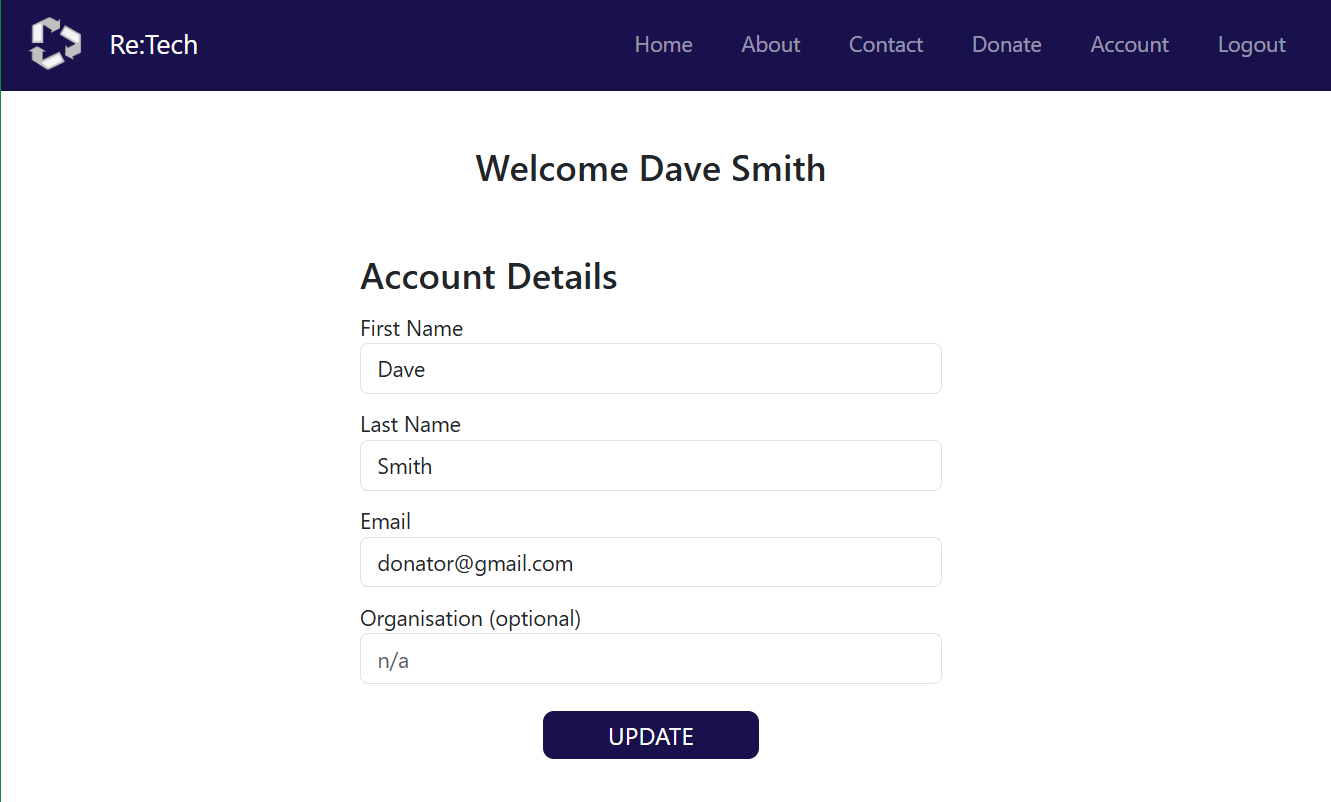 Re:Tech Home About Contact Donate Account Logout
Welcome Dave Smith
Account Details
First Name
Dave
Last Name
Smith
Email
donator@gmail.com
Organisation (optional)
n/a
UPDATE